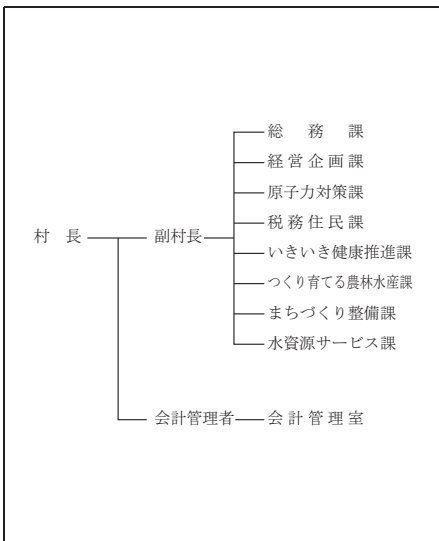 総務課
経営企画課
原子力対策課
税務住民課
村長
副村長
いきいき健康推進課
つくり育てる農林水産課
まちづくり整備課
水資源サービス課
会計管理者
会計管理室